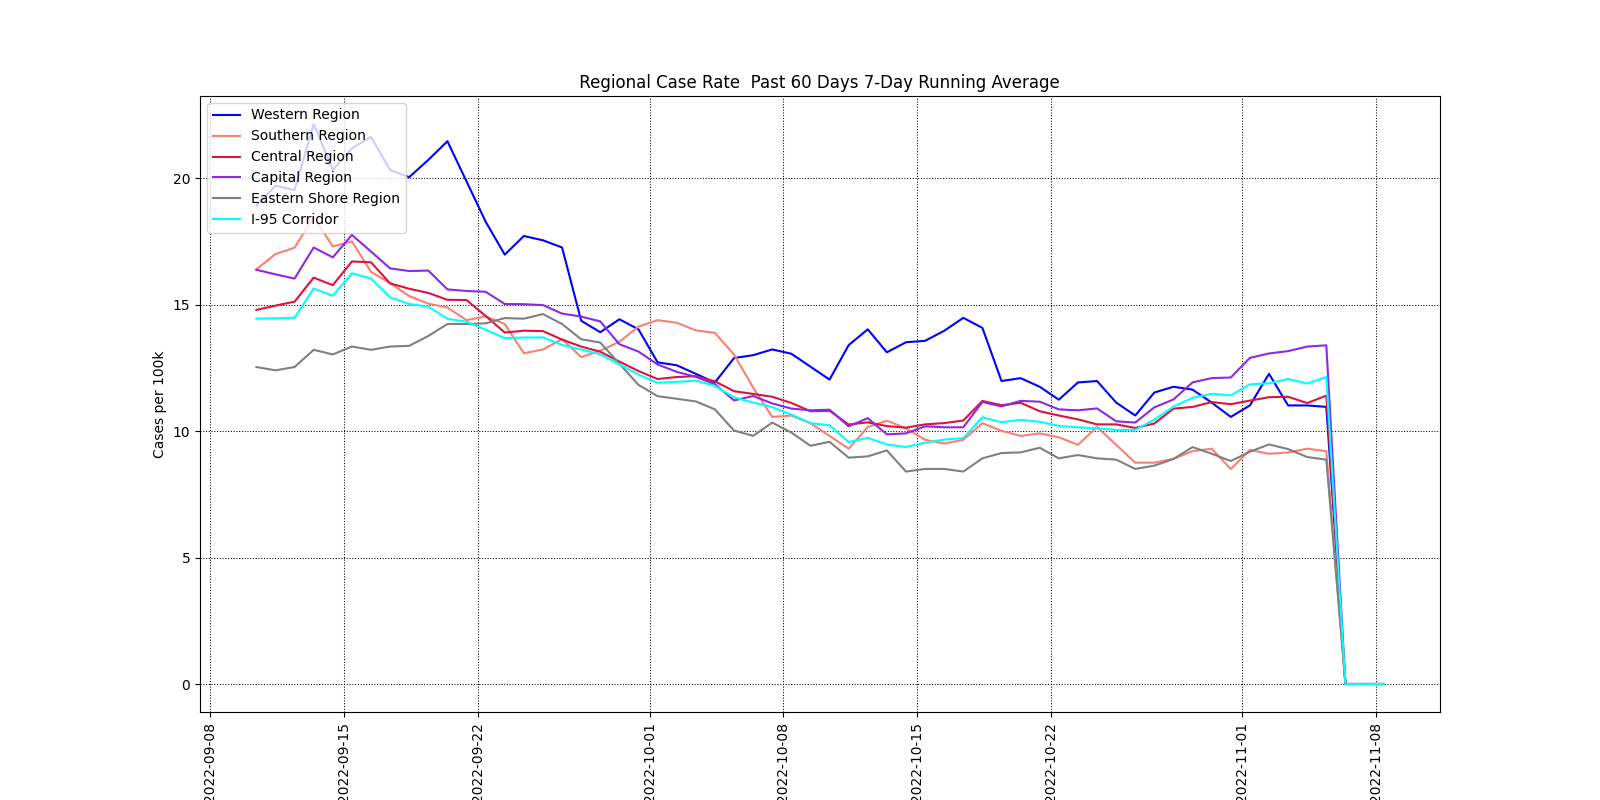 Regional Case Rate  Past 60 Days 7-Day Running Average
Western Region
Southern Region
Central Region
Capital Region
Eastern Shore Region
I-95 Corridor
Cases per 100k
20
15
10
5
0
2022-09-08
2022-09-15
2022-09-22
2022-10-01
2022-10-08
2022-10-15
2022-10-22
2022-11-01
2022-11-08